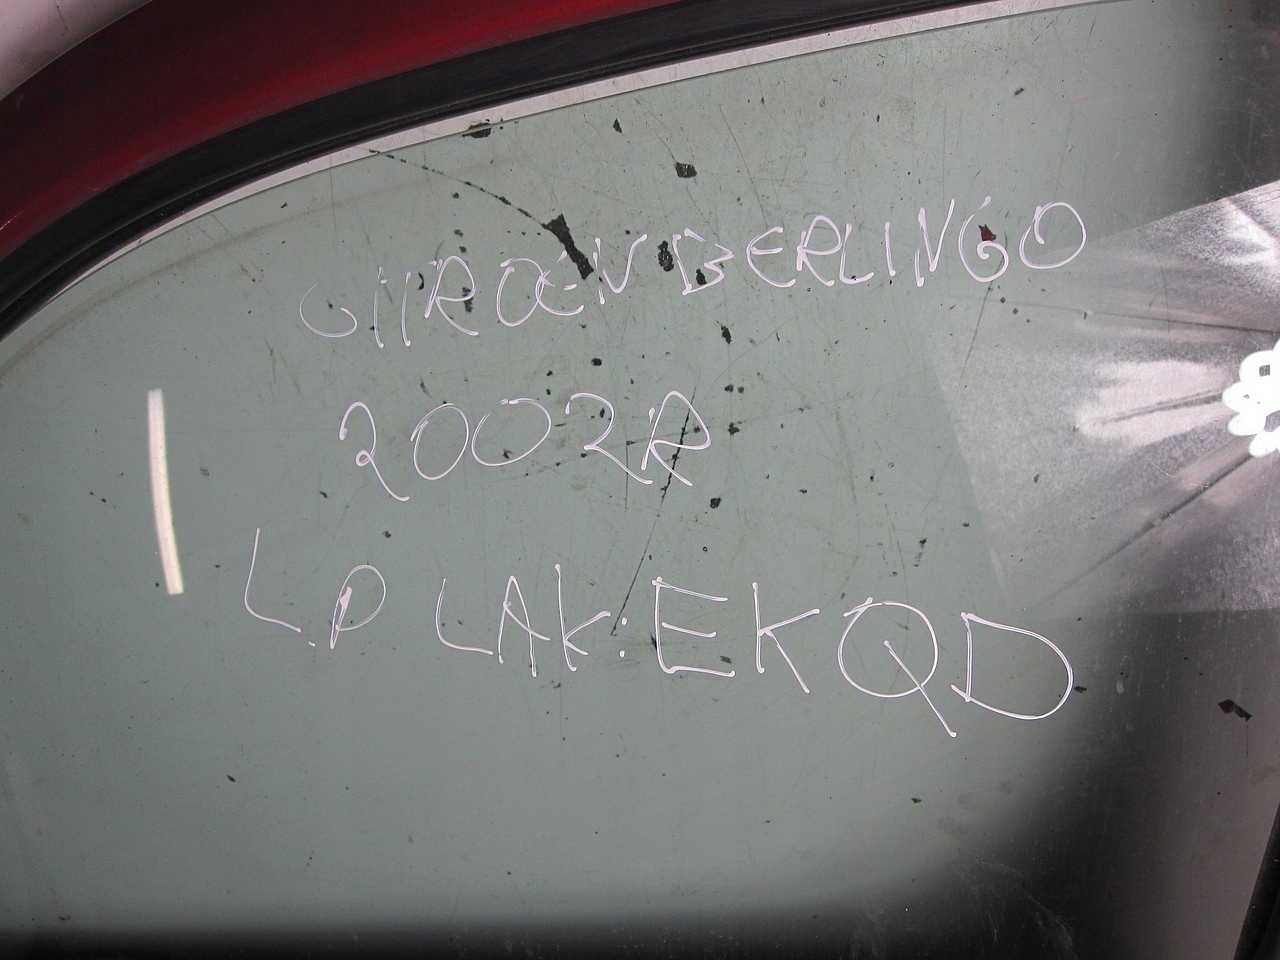 CITROEN BERLINGO
2002R
L.P LAK: EKQD